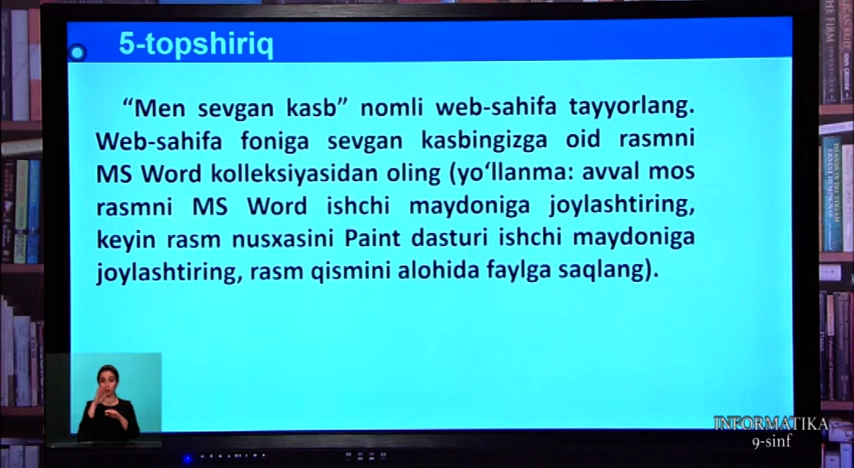 5-topshiriq
“Men sevgan kasb” nomli web-sahifa tayyorlang.
Web-sahifa foniga sevgan kasbingizga oid rasmni
MS Word kolleksiyasidan oling (yo‘llanma: avval mos
rasmni MS Word ishchi maydoniga joylashtiring,
keyin rasm nusxasini Paint dasturi ishchi maydoniga
joylashtiring, rasm qismini alohida faylga saqlang).
INFORMATIKA
9-sinf